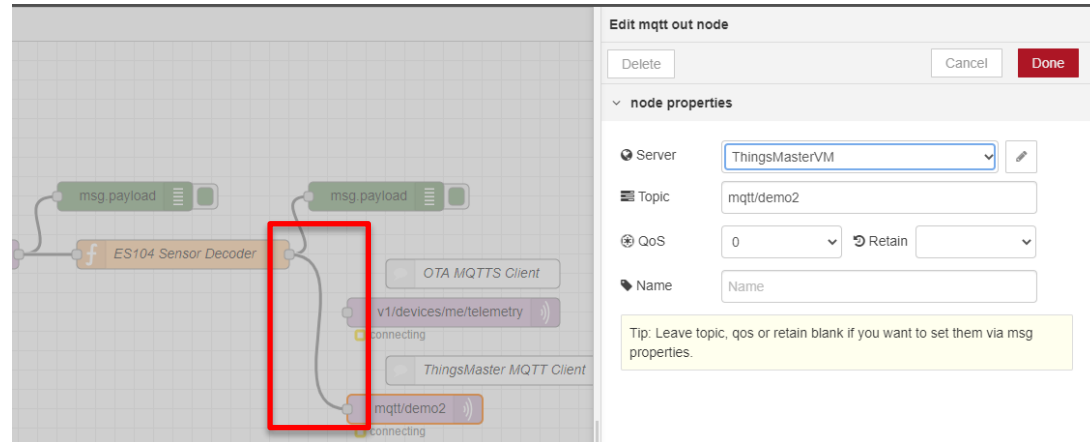 msg.payload
ES104 Sensor Decoder
msg.payload
OTA MQTTS Client
v1/devices/me/telemetry
connecting
ThingsMaster MQTT Client
mqtt/demo2
connecting
Edit mqtt out node
Delete
Cancel
Done
node properties
Server
ThingsMasterVM
Topic
mqtt/demo2
QoS
0
Retain
Name
Name
Tip: Leave topic, qos or retain blank if you want to set them via msg
properties.